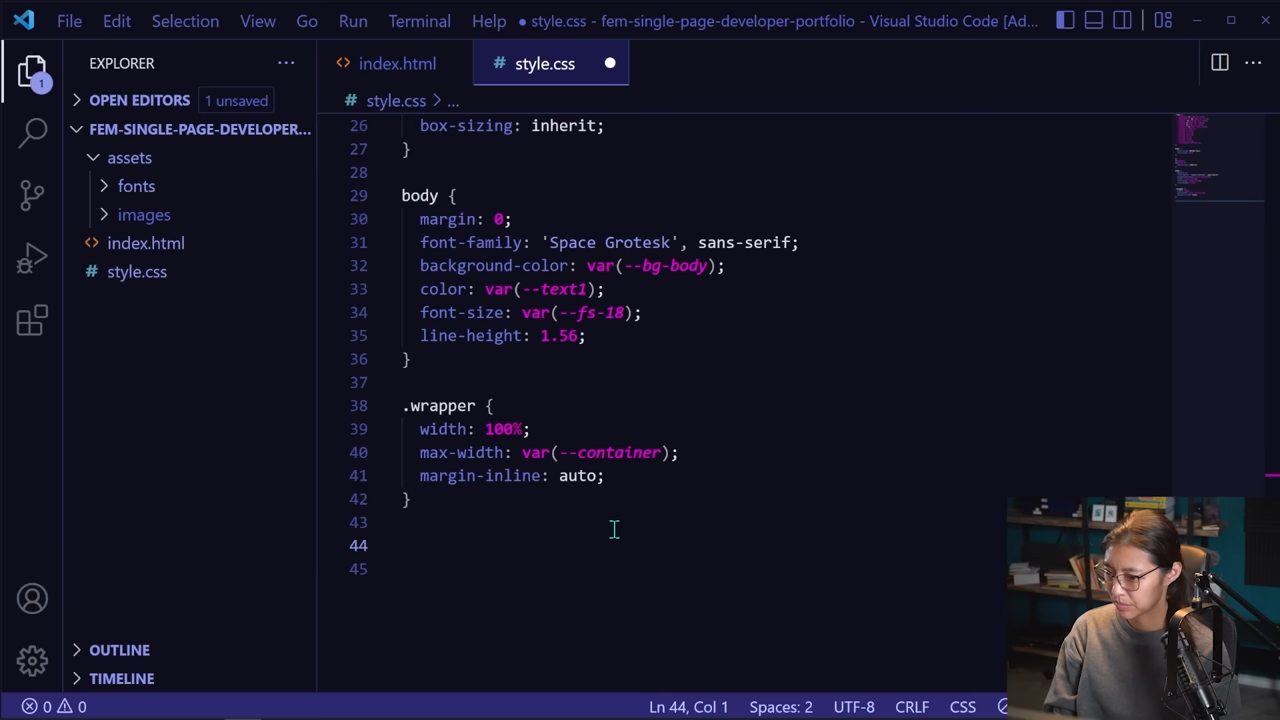 File Edit Selection View Go Run Terminal Help ● style.css - fem-single-page-developer-portfolio - Visual Studio Code [Ad...
EXPLORER ...
1
OPEN EDITORS 1 unsaved
FEM-SINGLE-PAGE-DEVELOPER...
assets
fonts
images
index.html
# style.css
OUTLINE
TIMELINE
index.html # style.css ●
# style.css > ...
26 box-sizing: inherit;
27 }
28
29 body {
30 margin: 0;
31 font-family: 'Space Grotesk', sans-serif;
32 background-color: var(--bg-body);
33 color: var(--text1);
34 font-size: var(--fs-18);
35 line-height: 1.56;
36 }
37
38 .wrapper {
39 width: 100%;
40 max-width: var(--container);
41 margin-inline: auto;
42 }
43
44
45
0 0 Ln 44, Col 1 Spaces: 2 UTF-8 CRLF CSS